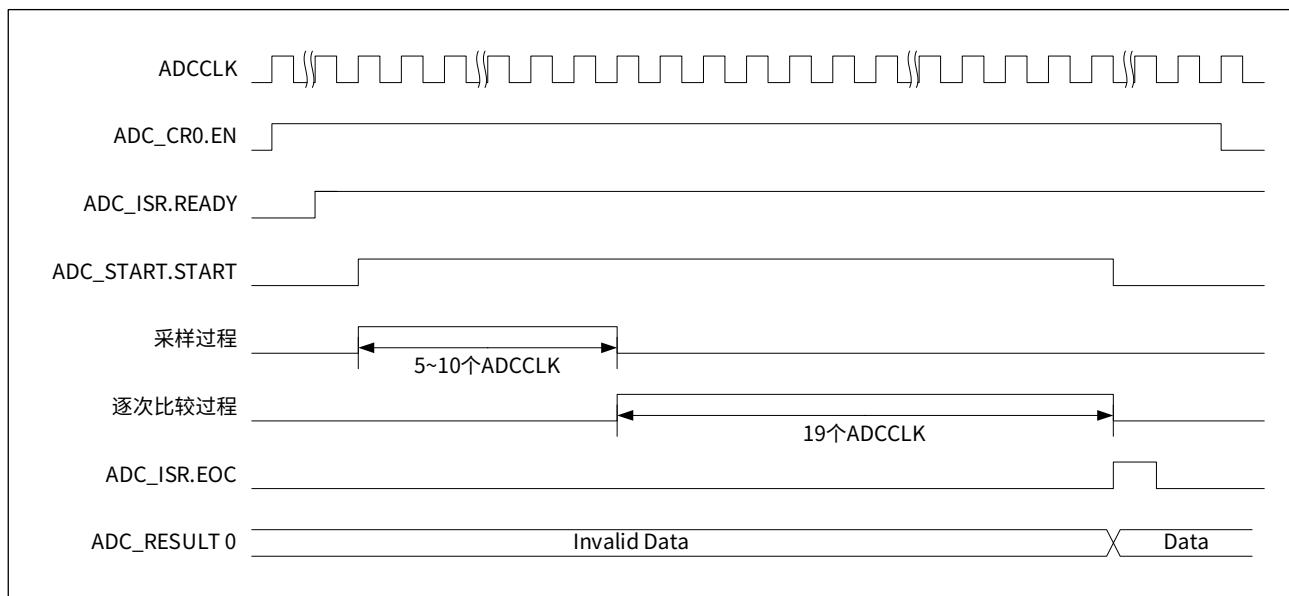 ADCCLK
ADC_CR0.EN
ADC_ISR.READY
ADC_START.START
采样过程
5~10个ADCCLK
逐次比较过程
19个ADCCLK
ADC_ISR.EOC
ADC_RESULT 0
Invalid Data
Data